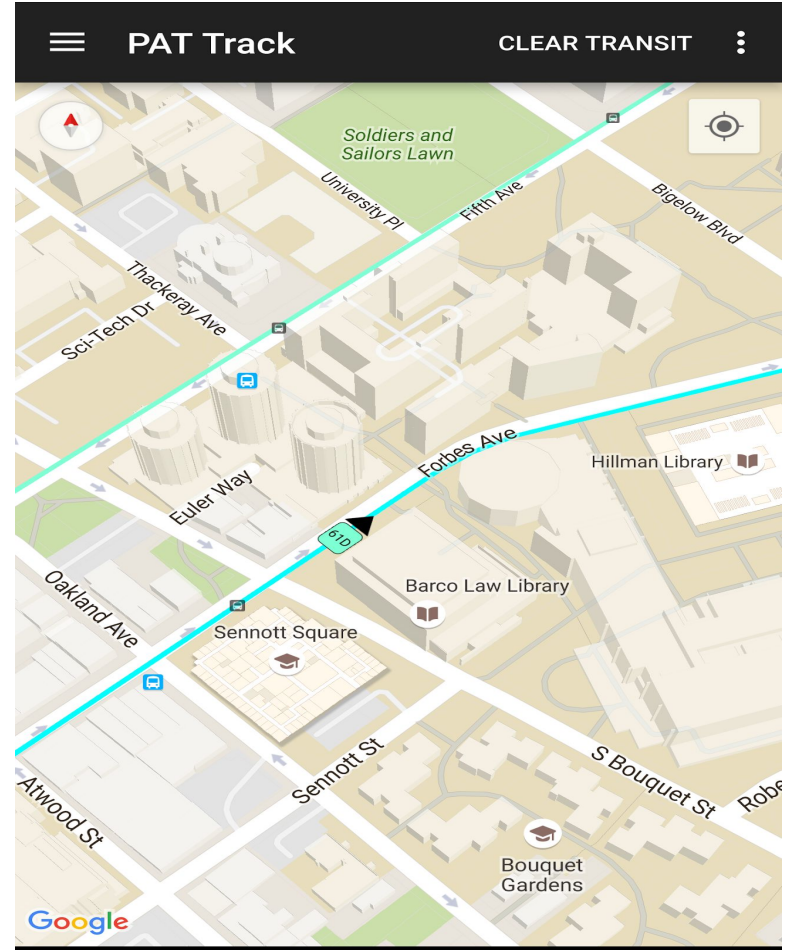 PAT Track
CLEAR TRANSIT
Soldiers and
Sailors Lawn
University Pl
Fifth Ave
Bigelow Blvd
Thackeray Ave
Sci-Tech Dr
Forbes Ave
Hillman Library
Euler Way
61D
Oakland Ave
Barco Law Library
Sennott Square
Sennott St
S Bouquet St
Robe
Atwood St
Bouquet
Gardens
Google